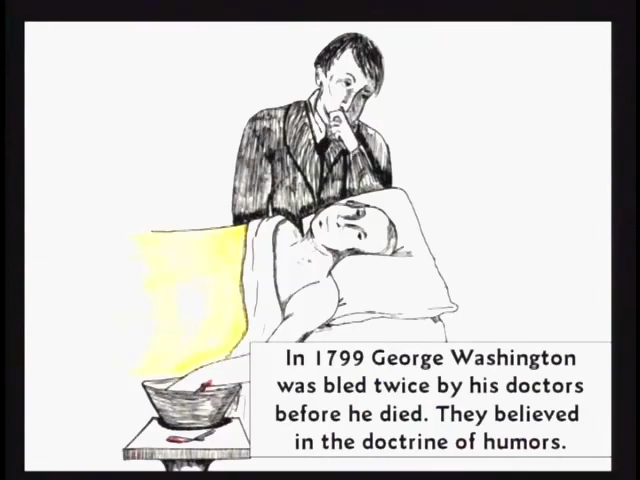 In 1799 George Washington
was bled twice by his doctors
before he died. They believed
in the doctrine of humors.